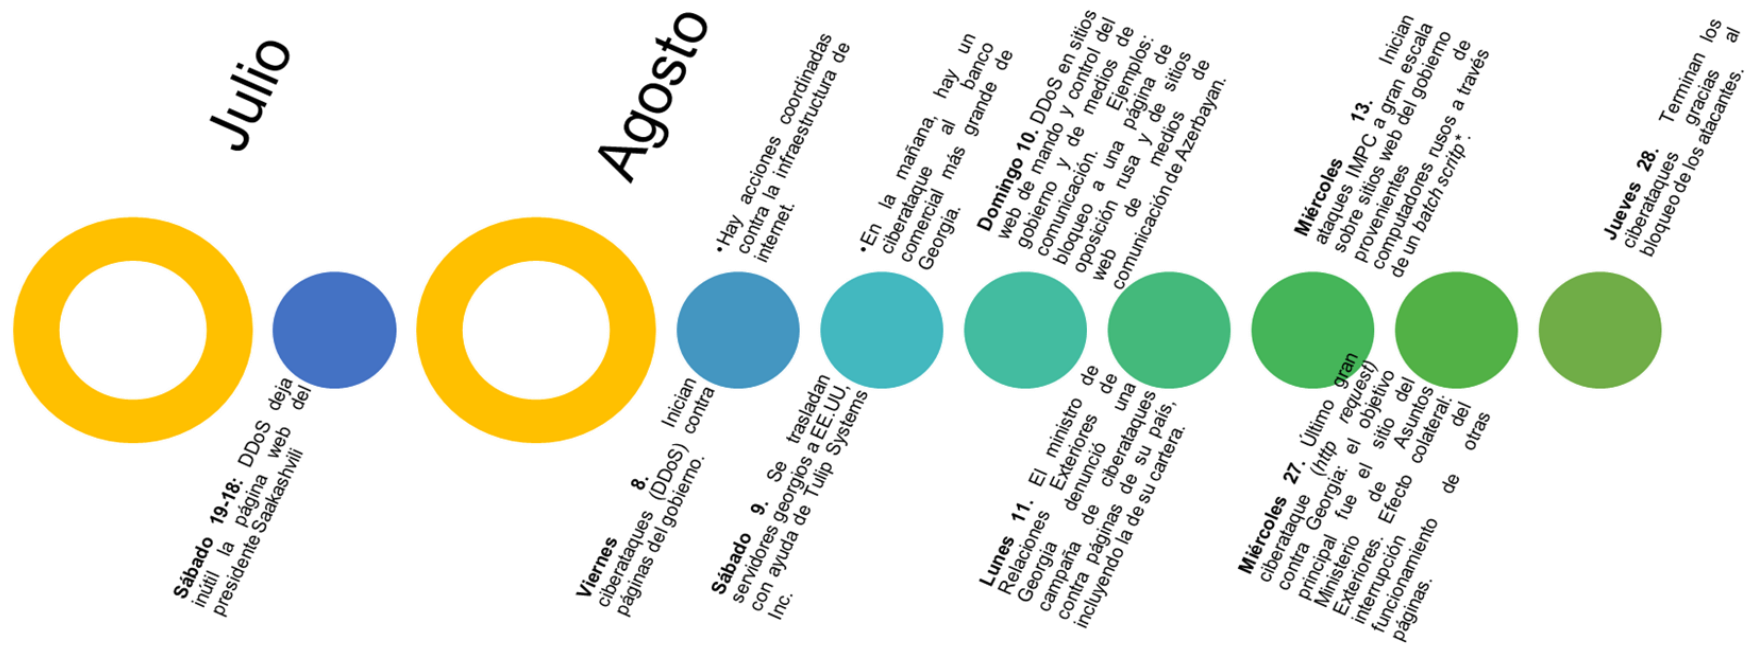 Julio
Sábado 19-18: DDoS deja
inútil la página web del
presidente Saakashvili
Agosto
Viernes 8. Inician
ciberataques (DDoS) contra
páginas del gobierno.
•Hay acciones coordinadas
contra la infraestructura de
internet.
Sábado 9. Se trasladan
servidores georgios a EE.UU,
con ayuda de Tulip Systems
Inc.
•En la mañana, hay un
ciberataque al banco
comercial más grande de
Georgia.
Domingo 10. DDoS en sitios
web de mando y control del
gobierno y de medios de
comunicación. Ejemplos:
bloqueo a una página de
oposición rusa y de sitios
web de medios de
comunicación de Azerbayan.
Lunes 11. El ministro de
Relaciones Exteriores de
Georgia denunció una
campaña de ciberataques
contra páginas de su país,
incluyendo la de su cartera.
Miércoles 13. Inician
ataques IMPC a gran escala
sobre sitios web del gobierno
provenientes de
computadores rusos a través
de un batch scritp*.
Miércoles 27. Último gran
ciberataque (http request)
contra Georgia: el objetivo
principal fue el sitio del
Ministerio de Asuntos
Exteriores. Efecto colateral:
interrupción del
funcionamiento de otras
páginas.
Jueves 28. Terminan los
ciberataques gracias al
bloqueo de los atacantes.